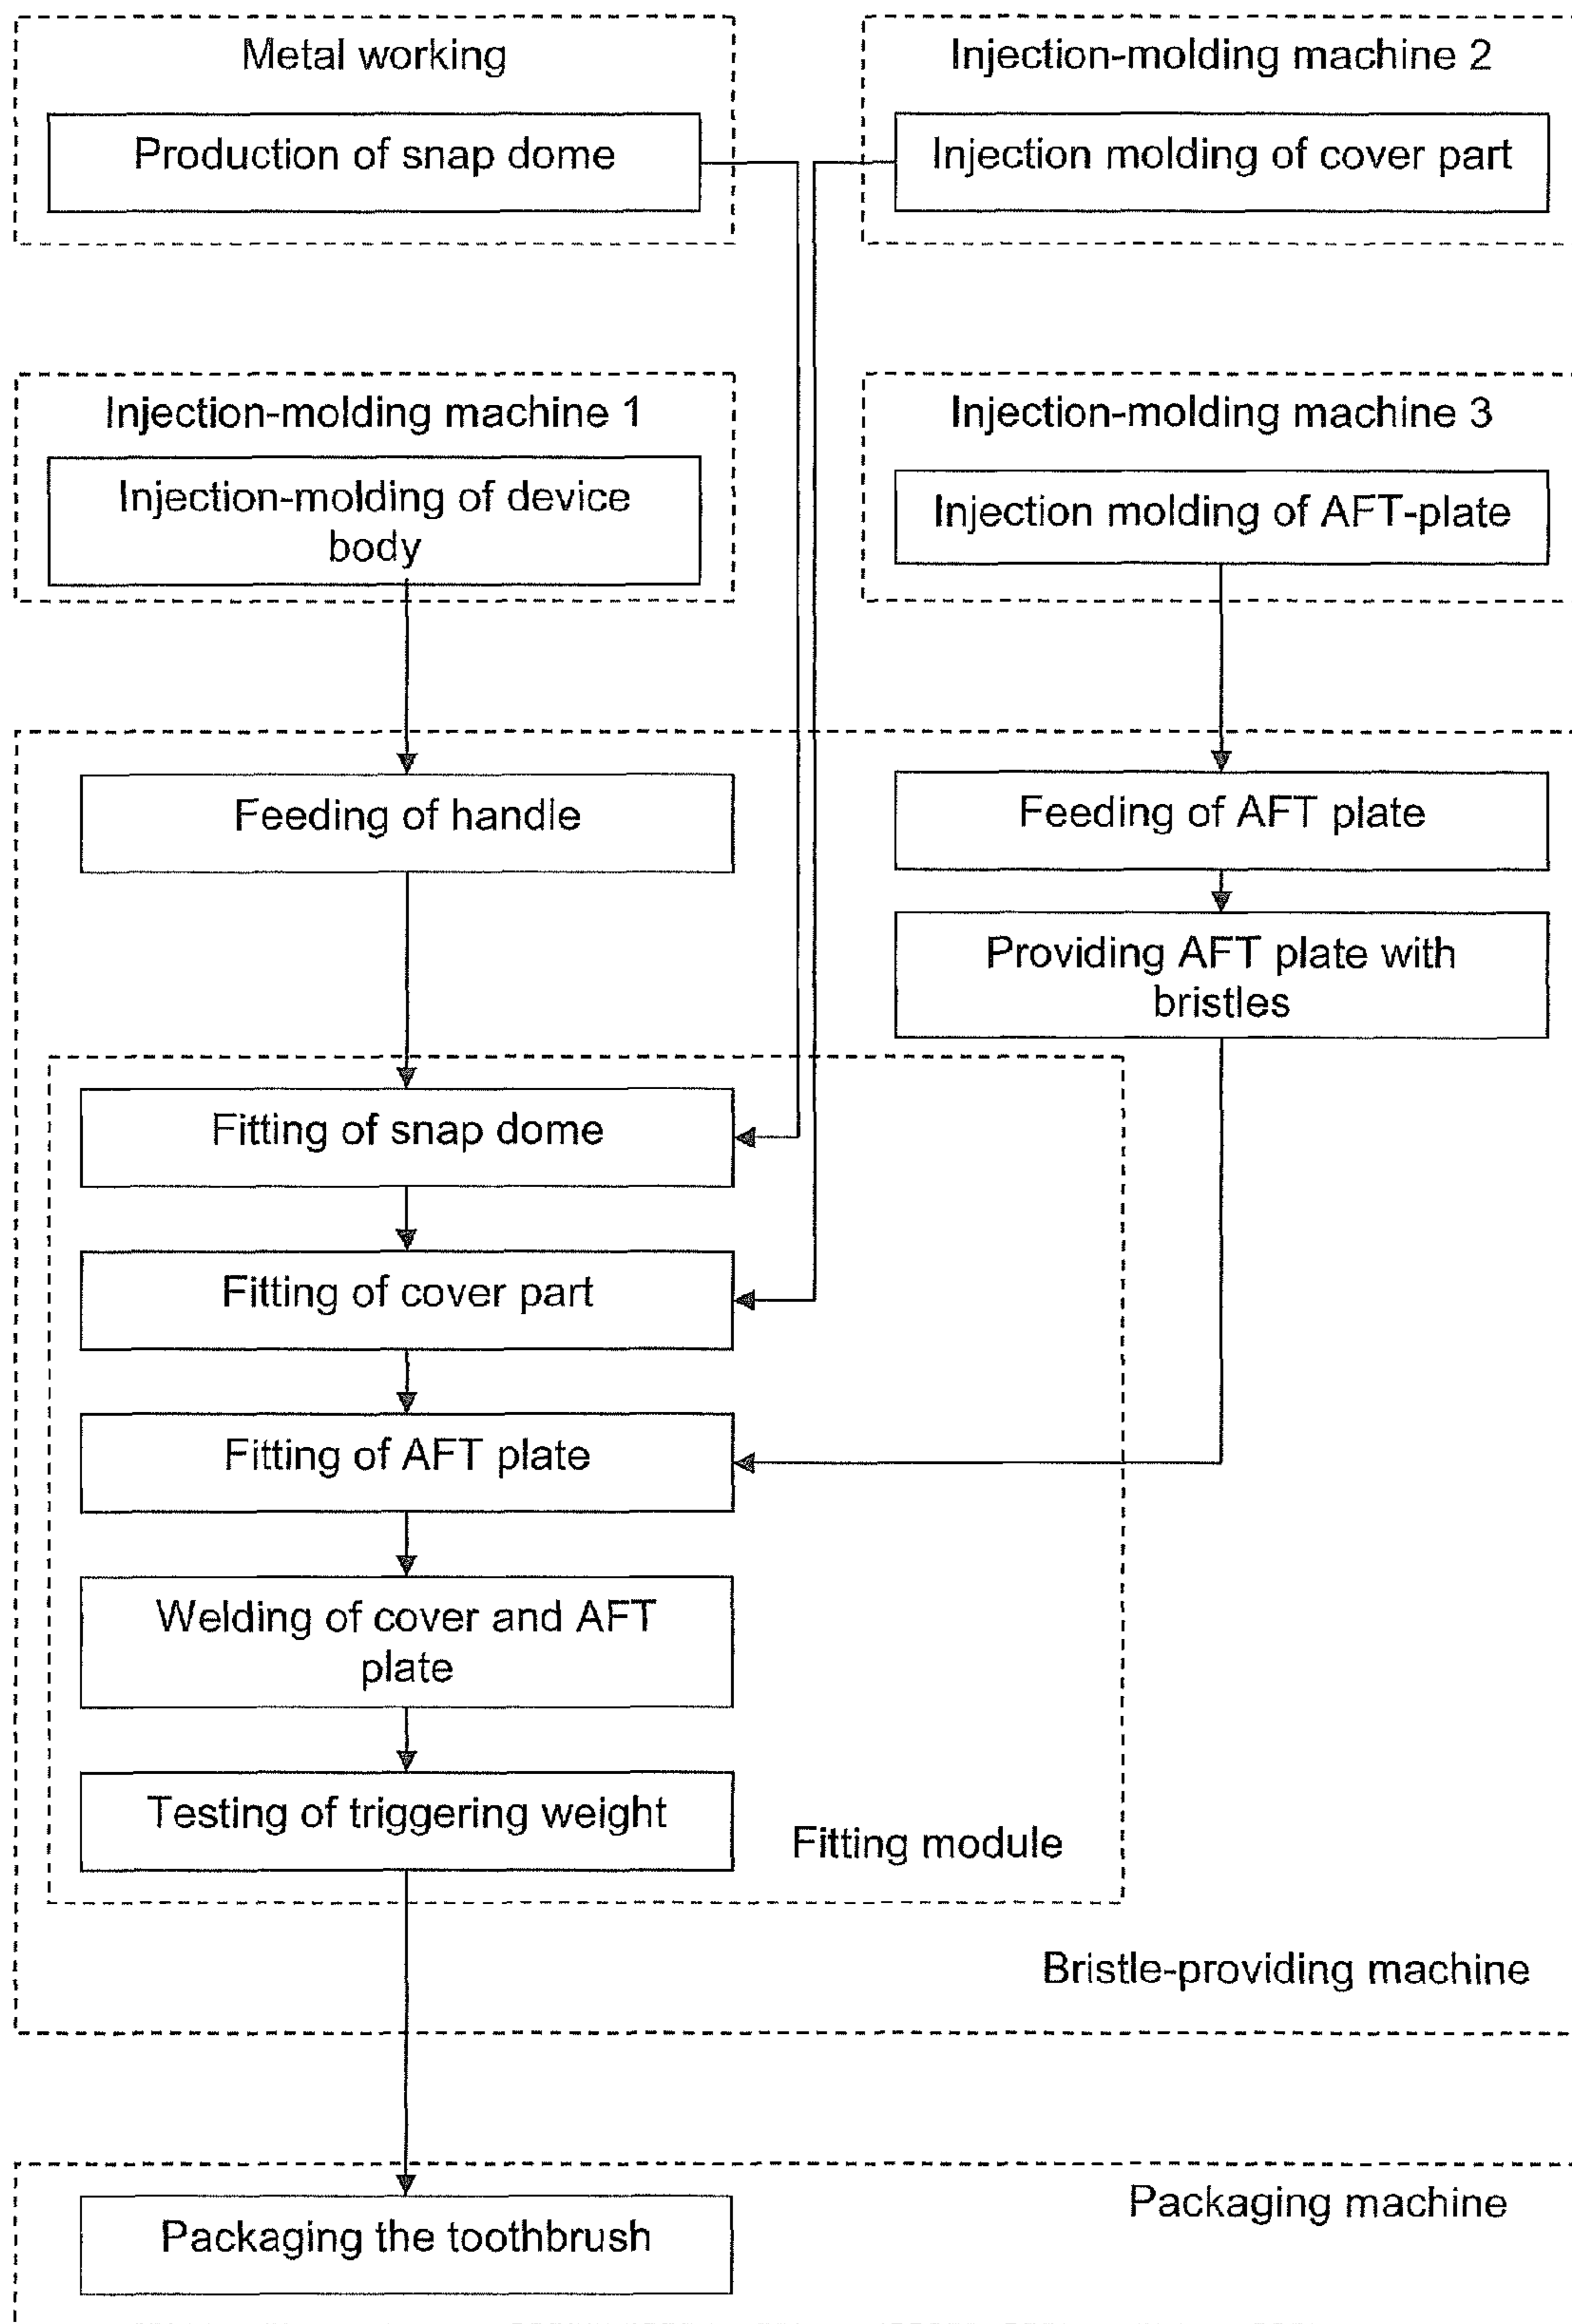 Metal working
Production of snap dome
Injection-molding machine 2
Injection molding of cover part
Injection-molding machine 1
Injection-molding of device
body
Injection-molding machine 3
Injection molding of AFT-plate
Feeding of handle
Feeding of AFT plate
Providing AFT plate with
bristles
Fitting of snap dome
Fitting of cover part
Fitting of AFT plate
Welding of cover and AFT
plate
Testing of triggering weight
Fitting module
Bristle-providing machine
Packaging machine
Packaging the toothbrush